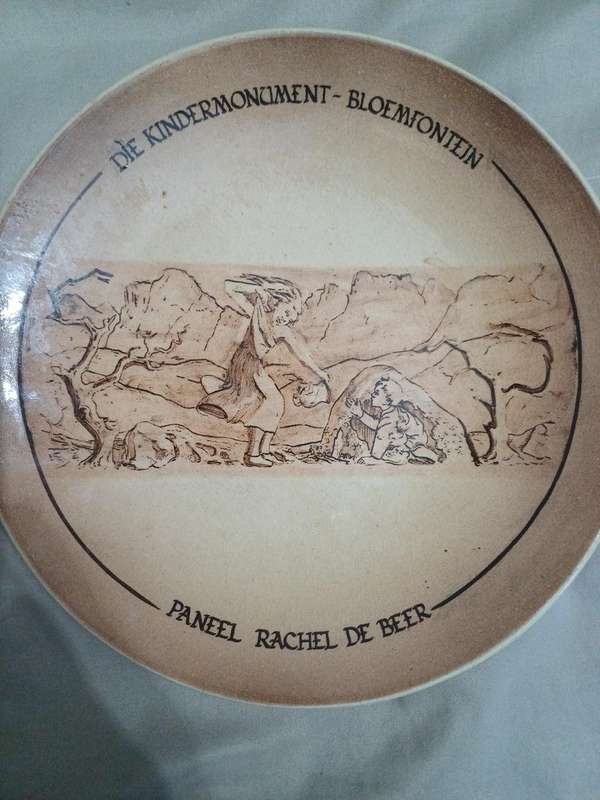 DIE KINDERMONUMENT - BLOEMFONTEIN
PANEEL RACHEL DE BEER